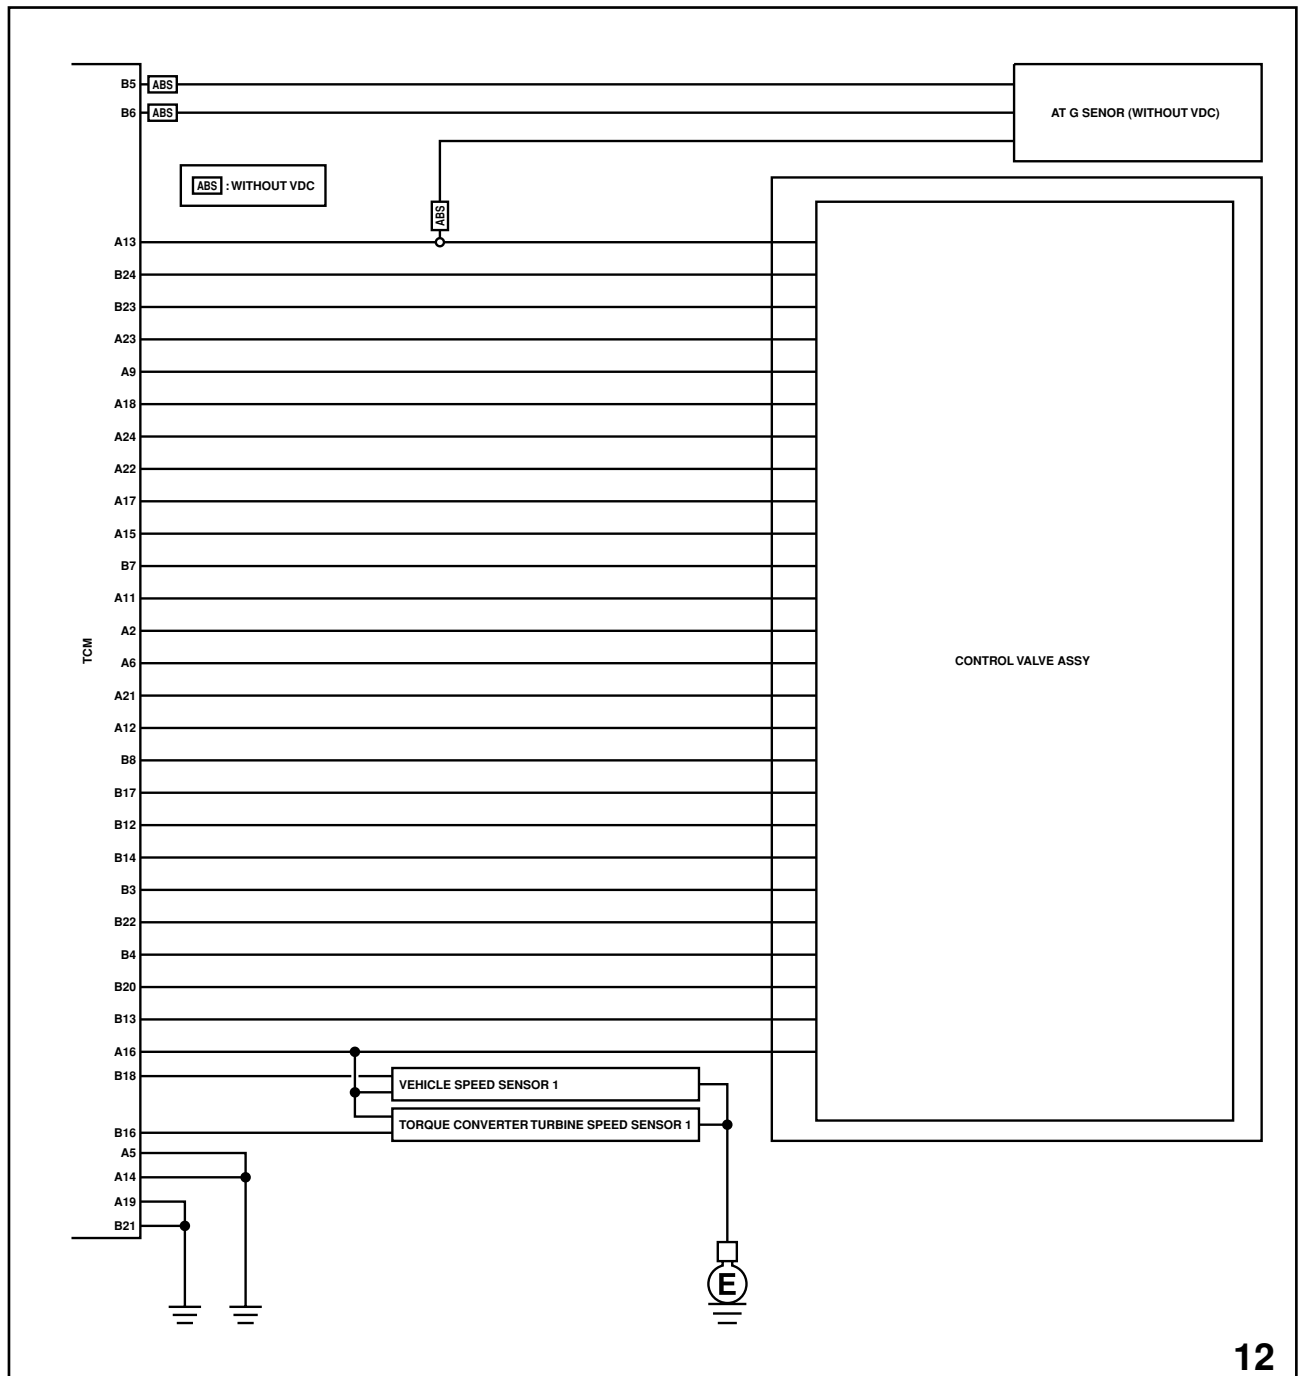 B5 ABS
B6 ABS
AT G SENOR (WITHOUT VDC)
ABS : WITHOUT VDC
ABS
A13
B24
B23
A23
A9
A18
A24
A22
A17
A15
B7
A11
A2
TCM
A6
CONTROL VALVE ASSY
A21
A12
B8
B17
B12
B14
B3
B22
B4
B20
B13
A16
B18
VEHICLE SPEED SENSOR 1
TORQUE CONVERTER TURBINE SPEED SENSOR 1
B16
A5
A14
A19
B21
E
12